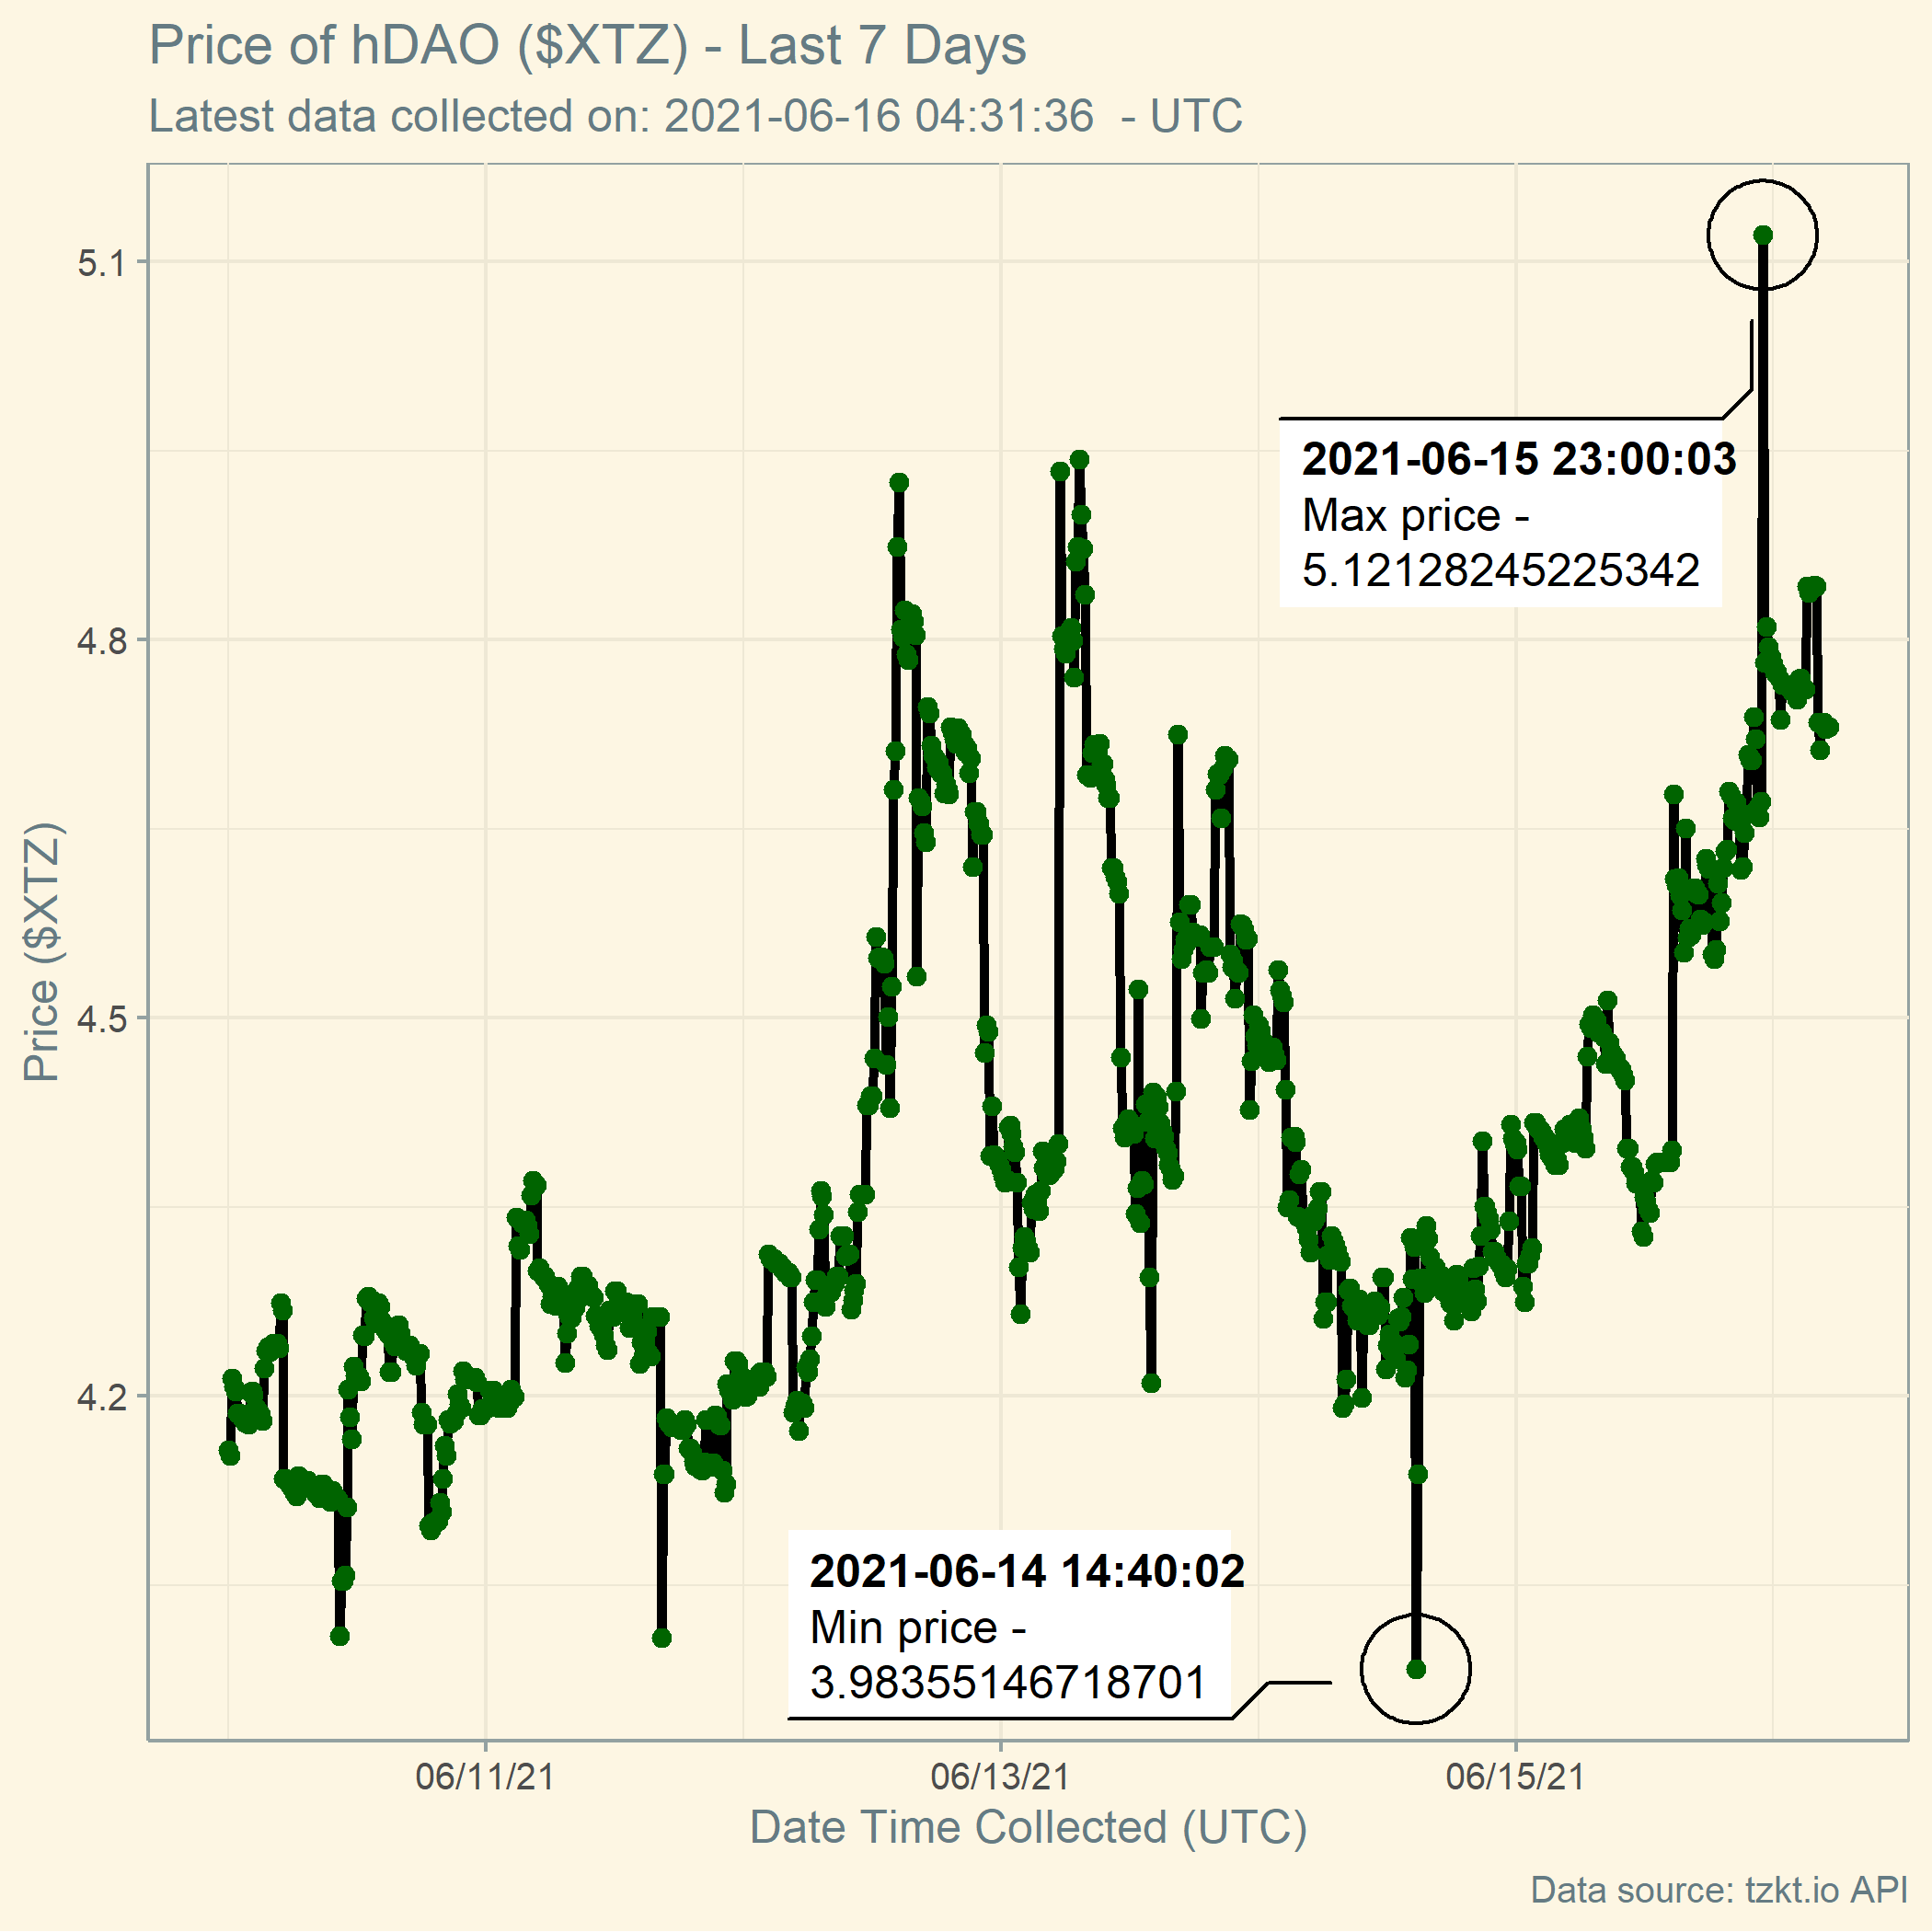 Price of hDAO ($XTZ) - Last 7 Days
Latest data collected on: 2021-06-16 04:31:36  - UTC
5.1
4.8
4.5
4.2
Price ($XTZ)
2021-06-15 23:00:03
Max price -
5.12128245225342
2021-06-14 14:40:02
Min price -
3.98355146718701
06/11/21
06/13/21
06/15/21
Date Time Collected (UTC)
Data source: tzkt.io API